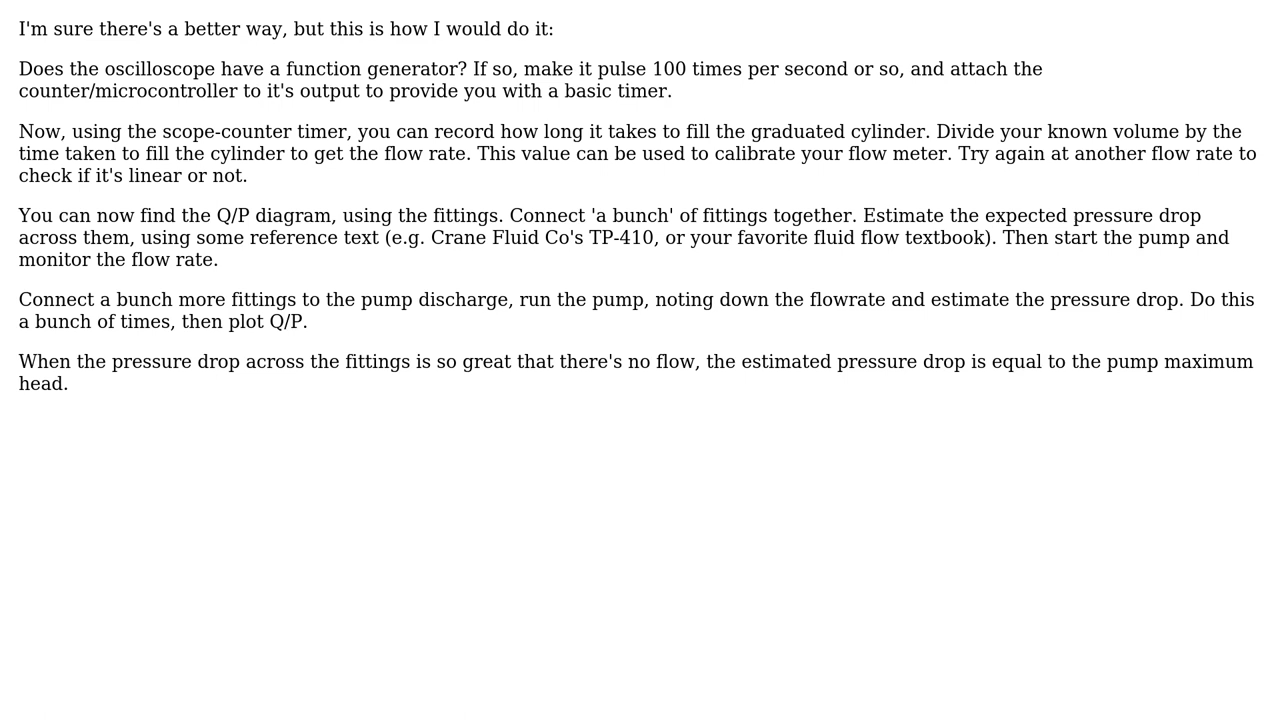 I'm sure there's a better way, but this is how I would do it:
Does the oscilloscope have a function generator? If so, make it pulse 100 times per second or so, and attach the
counter/microcontroller to it's output to provide you with a basic timer.
Now, using the scope-counter timer, you can record how long it takes to fill the graduated cylinder. Divide your known volume by the
time taken to fill the cylinder to get the flow rate. This value can be used to calibrate your flow meter. Try again at another flow rate to
check if it's linear or not.
You can now find the Q/P diagram, using the fittings. Connect 'a bunch' of fittings together. Estimate the expected pressure drop
across them, using some reference text (e.g. Crane Fluid Co's TP-410, or your favorite fluid flow textbook). Then start the pump and
monitor the flow rate.
Connect a bunch more fittings to the pump discharge, run the pump, noting down the flowrate and estimate the pressure drop. Do this
a bunch of times, then plot Q/P.
When the pressure drop across the fittings is so great that there's no flow, the estimated pressure drop is equal to the pump maximum
head.